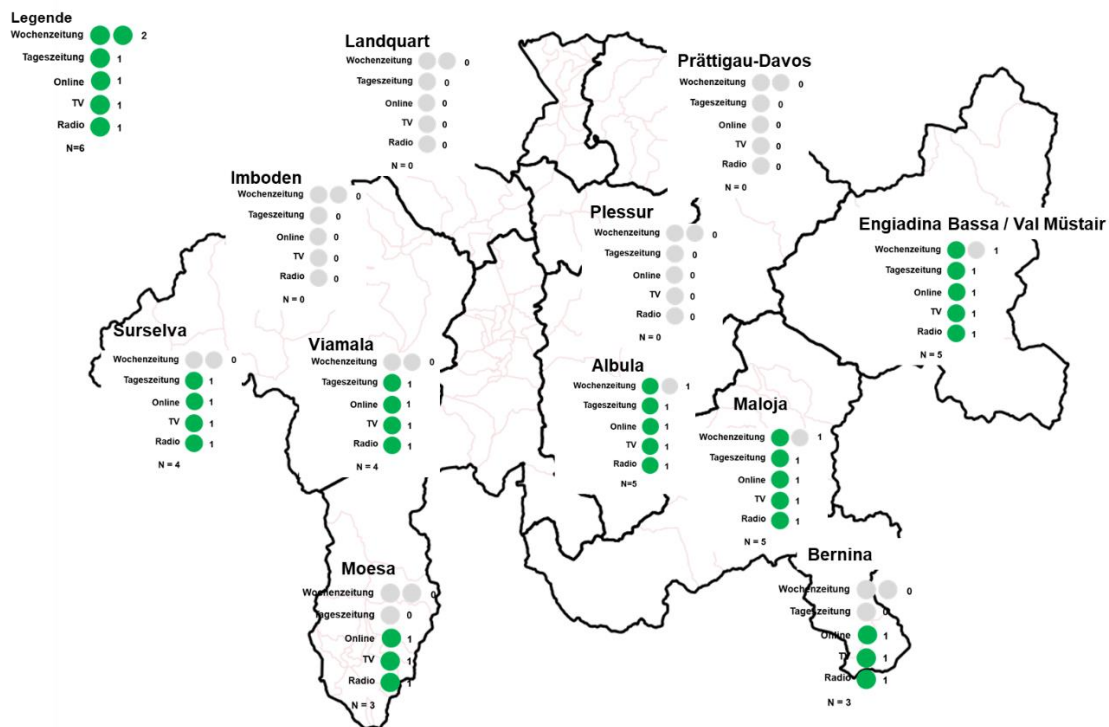 Legende
Wochenzeitung 2
Tageszeitung 1
Online 1
TV 1
Radio 1
N=6
Landquart
Wochenzeitung 0
Tageszeitung 0
Online 0
TV 0
Radio 0
N = 0
Prättigau-Davos
Wochenzeitung 0
Tageszeitung 0
Online 0
TV 0
Radio 0
N = 0
Imboden
Wochenzeitung 0
Tageszeitung 0
Online 0
TV 0
Radio 0
N = 0
Plessur
Wochenzeitung 0
Tageszeitung 0
Online 0
TV 0
Radio 0
N = 0
Engiadina Bassa / Val Müstair
Wochenzeitung 1
Tageszeitung 1
Online 1
TV 1
Radio 1
N = 5
Surselva
Wochenzeitung 0
Tageszeitung 1
Online 1
TV 1
Radio 1
N = 4
Viamala
Wochenzeitung 0
Tageszeitung 1
Online 1
TV 1
Radio 1
N = 4
Albula
Wochenzeitung 1
Tageszeitung 1
Online 1
TV 1
Radio 1
N=5
Maloja
Wochenzeitung 1
Tageszeitung 1
Online 1
TV 1
Radio 1
N = 5
Moesa
Wochenzeitung 0
Tageszeitung 0
Online 1
TV 1
Radio 1
N = 3
Bernina
Wochenzeitung 0
Tageszeitung 0
Online 1
TV 1
Radio 1
N = 3